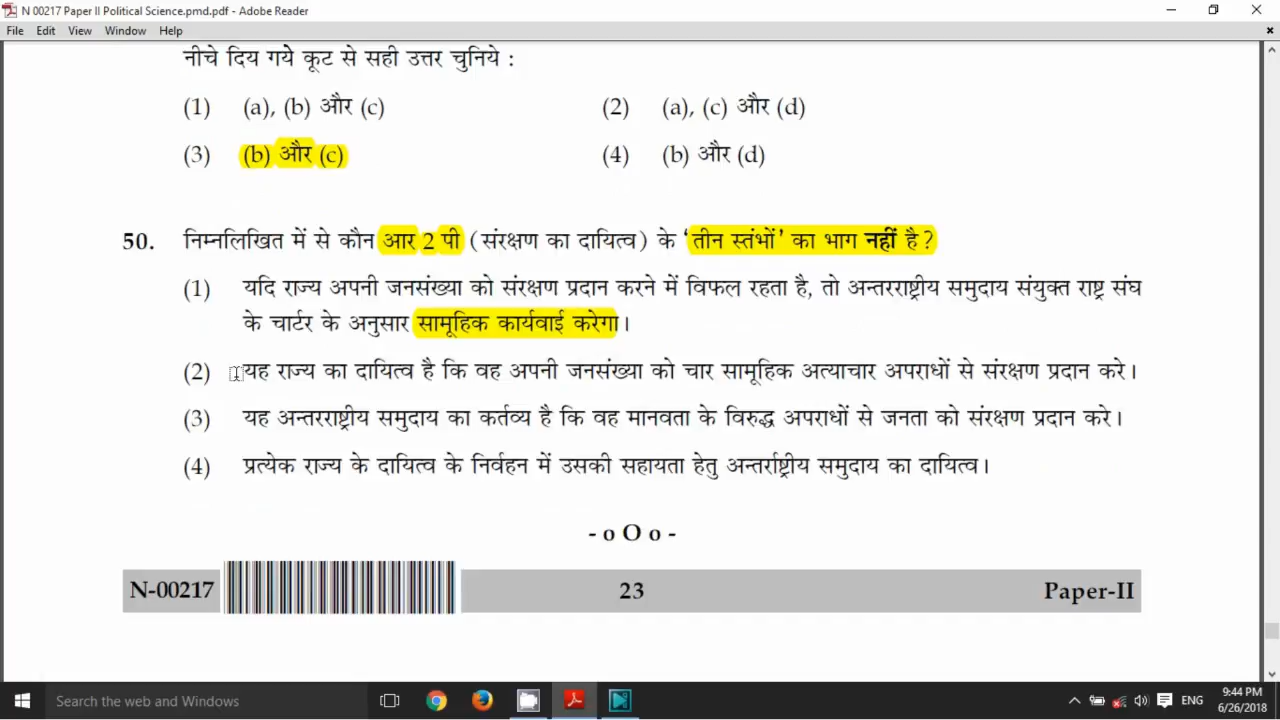 N 00217 Paper II Political Science.pmd.pdf - Adobe Reader
File Edit View Window Help
नीचे दिय गये कूट से सही उत्तर चुनिये :
(1) (a), (b) और (c) (2) (a), (c) और (d)
(3) (b) और (c) (4) (b) और (d)
50. निम्नलिखित में से कौन आर 2 पी (संरक्षण का दायित्व) के 'तीन स्तंभों' का भाग नहीं है ?
(1) यदि राज्य अपनी जनसंख्या को संरक्षण प्रदान करने में विफल रहता है, तो अन्तरराष्ट्रीय समुदाय संयुक्त राष्ट्र संघ
के चार्टर के अनुसार सामूहिक कार्यवाई करेगा।
(2) यह राज्य का दायित्व है कि वह अपनी जनसंख्या को चार सामूहिक अत्याचार अपराधों से संरक्षण प्रदान करे।
(3) यह अन्तरराष्ट्रीय समुदाय का कर्तव्य है कि वह मानवता के विरुद्ध अपराधों से जनता को संरक्षण प्रदान करे।
(4) प्रत्येक राज्य के दायित्व के निर्वहन में उसकी सहायता हेतु अन्तर्राष्ट्रीय समुदाय का दायित्व।
- o O o -
N-00217 23 Paper-II
Search the web and Windows
ENG
9:44 PM
6/26/2018